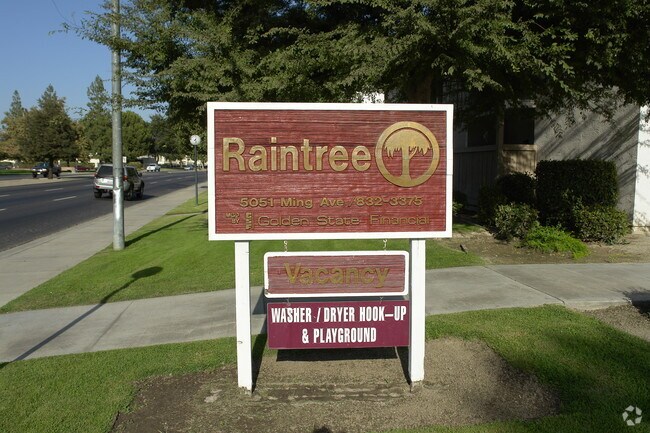 Raintree
5051 Ming Ave. 832-3375
Golden State Financial
Vacancy
WASHER / DRYER HOOK-UP
& PLAYGROUND